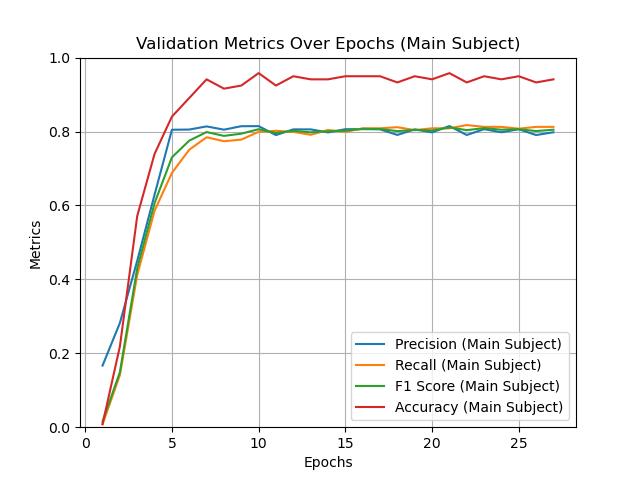 Validation Metrics Over Epochs (Main Subject)
1.0
0.8
0.6
0.4
0.2
0.0
Metrics
0
5
10
15
20
25
Epochs
Precision (Main Subject)
Recall (Main Subject)
F1 Score (Main Subject)
Accuracy (Main Subject)